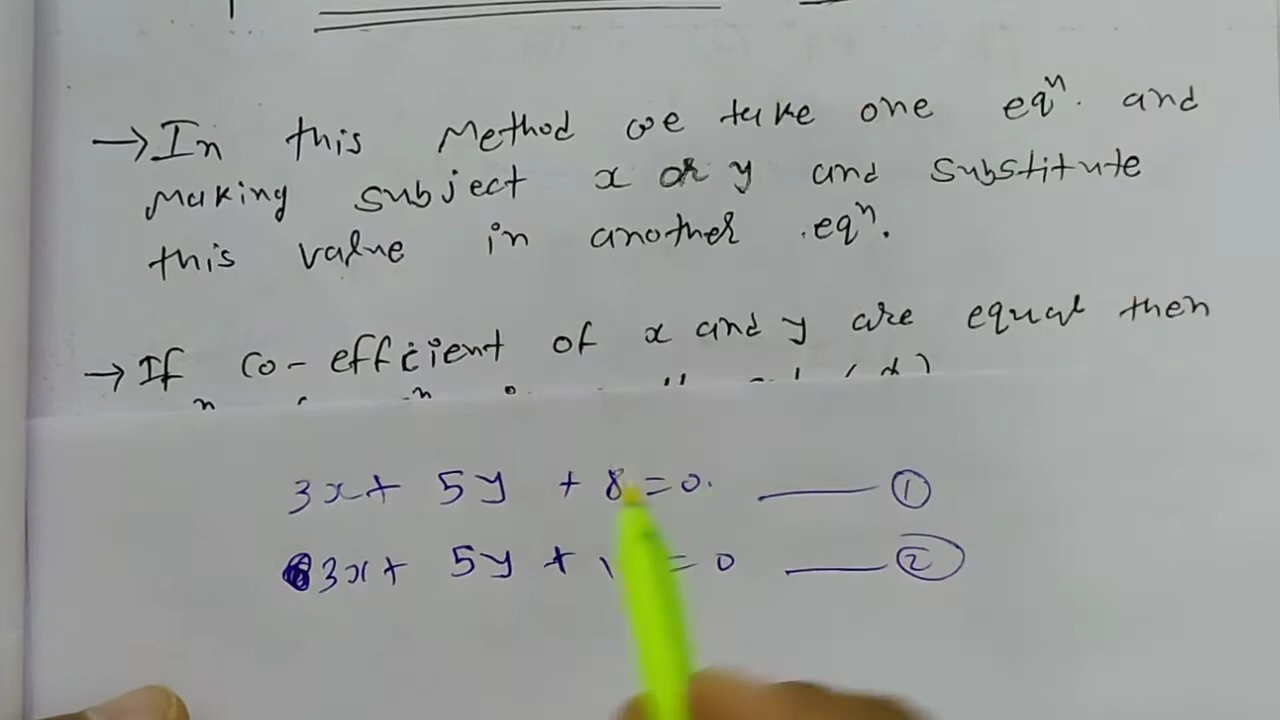 → In this Method we take one eqⁿ. and
Making subject x or y and substitute
this value in another eqⁿ.
→ If co-efficient of x and y are equal then
3x + 5y + 8 = 0. —— ①
3x + 5y + = 0 —— ②